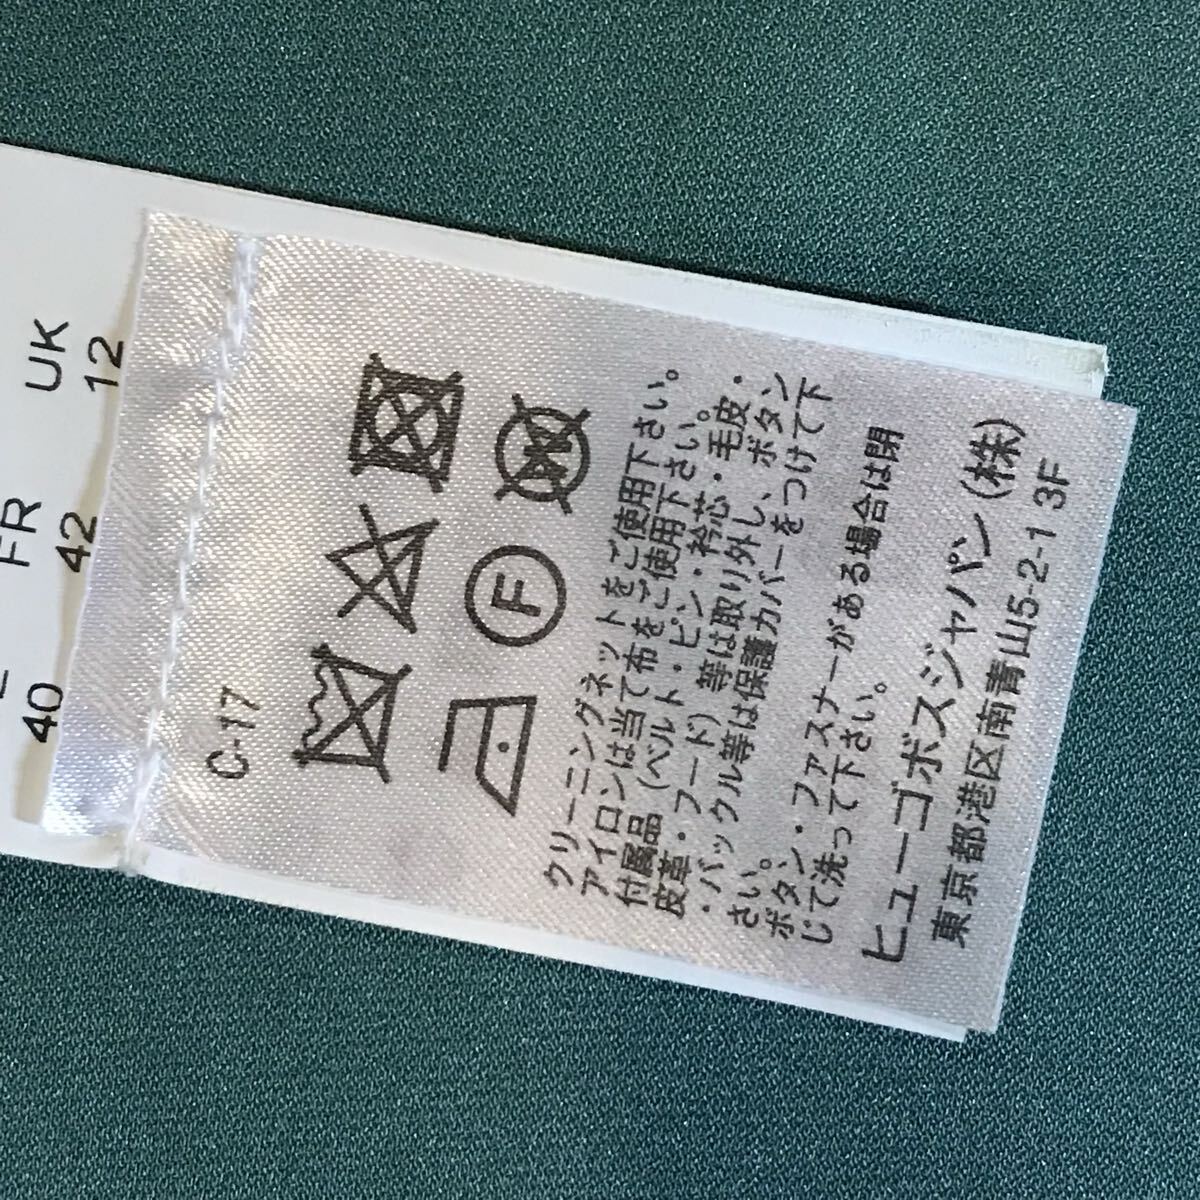 UK
12
FR
42
40
C-17
F
W
クリーニングネットをご使用下さい。
アイロンは当て布をご使用下さい。
付属品（ベルト・ピン・衿芯・毛皮・
皮革・フード）等は取り外し、ボタン
・バックル等は保護カバーをつけて下
さい。
ボタン・ファスナーがある場合は閉
じて洗って下さい。
ヒューゴボスジャパン（株）
東京都港区南青山5-2-1 3F